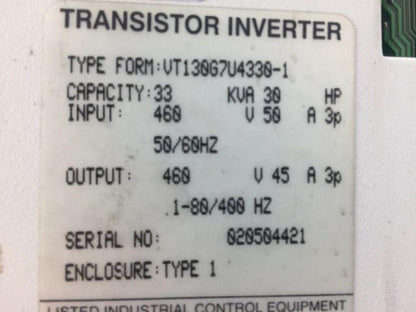 TRANSISTOR INVERTER
TYPE FORM:VT130G7U4330-1
CAPACITY:33 KVA 30 HP
INPUT: 460 V 50 A 3p
50/60HZ
OUTPUT: 460 V 45 A 3p
.1-80/400 HZ
SERIAL NO: 020504421
ENCLOSURE:TYPE 1
LISTED INDUSTRIAL CONTROL EQUIPMENT